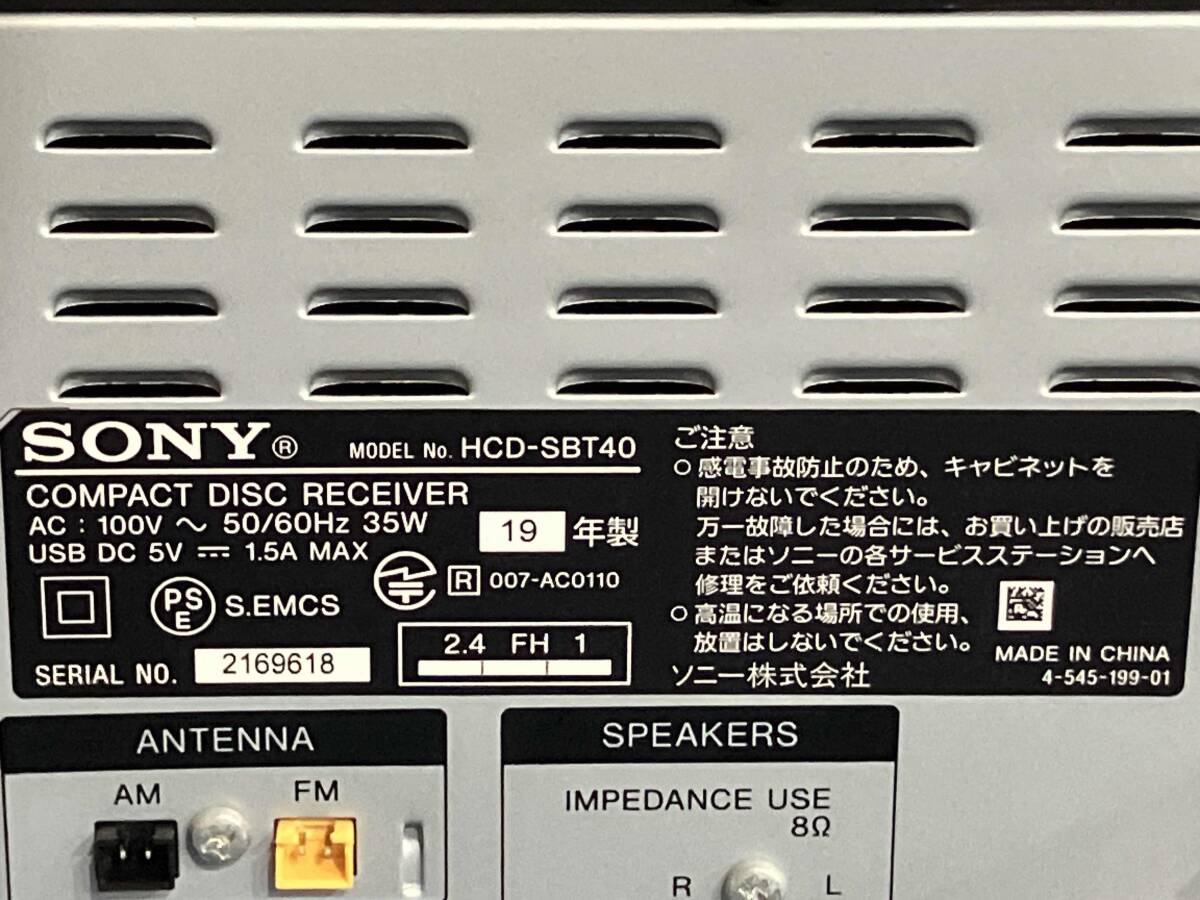 SONY® MODEL No. HCD-SBT40
COMPACT DISC RECEIVER
AC : 100V ～ 50/60Hz 35W
USB DC 5V ⎓ 1.5A MAX
19 年製
R 007-AC0110
PSE S.EMCS
2.4 FH 1
SERIAL NO. 2169618
ご注意
○ 感電事故防止のため、キャビネットを
開けないでください。
万一故障した場合には、お買い上げの販売店
またはソニーの各サービスステーションへ
修理をご依頼ください。
○ 高温になる場所での使用、
放置はしないでください。
ソニー株式会社
MADE IN CHINA
4-545-199-01
ANTENNA
AM
FM
SPEAKERS
IMPEDANCE USE
8Ω
R
L